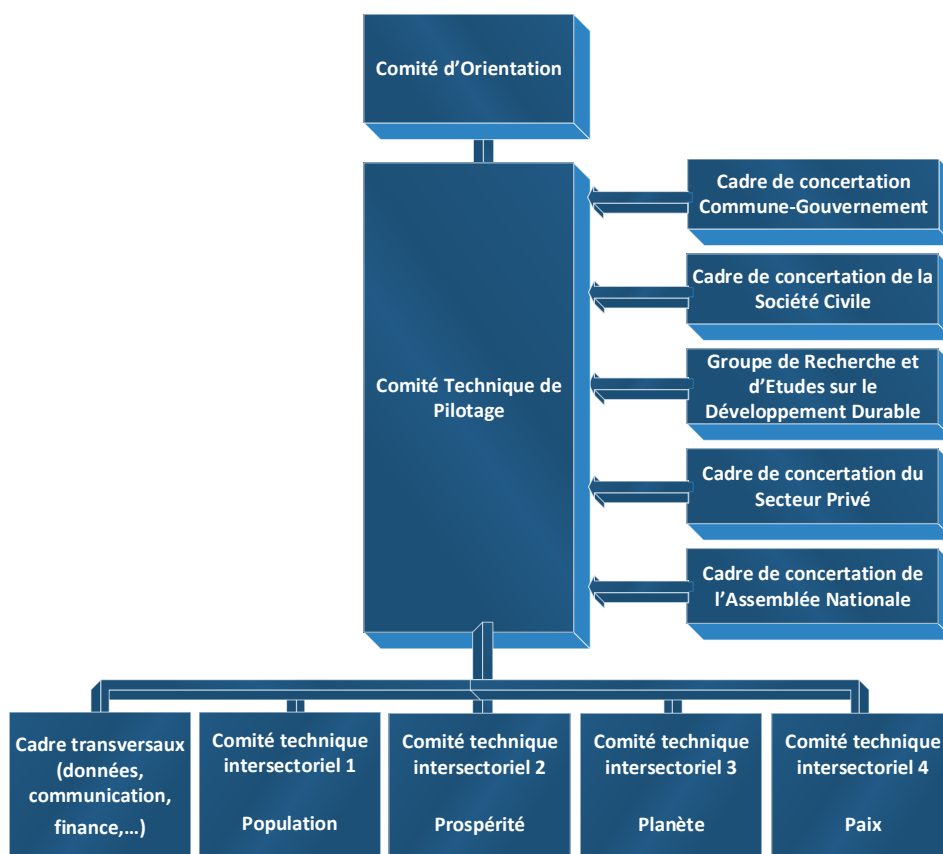 Comité d'Orientation
Cadre de concertation
Commune-Gouvernement
Cadre de concertation de la
Société Civile
Groupe de Recherche et
d'Etudes sur le
Développement Durable
Comité Technique de
Pilotage
Cadre de concertation du
Secteur Privé
Cadre de concertation de
l'Assemblée Nationale
Cadre transversaux
(données,
communication,
finance,…)
Comité technique
intersectoriel 1
Population
Comité technique
intersectoriel 2
Prospérité
Comité technique
intersectoriel 3
Planète
Comité technique
intersectoriel 4
Paix